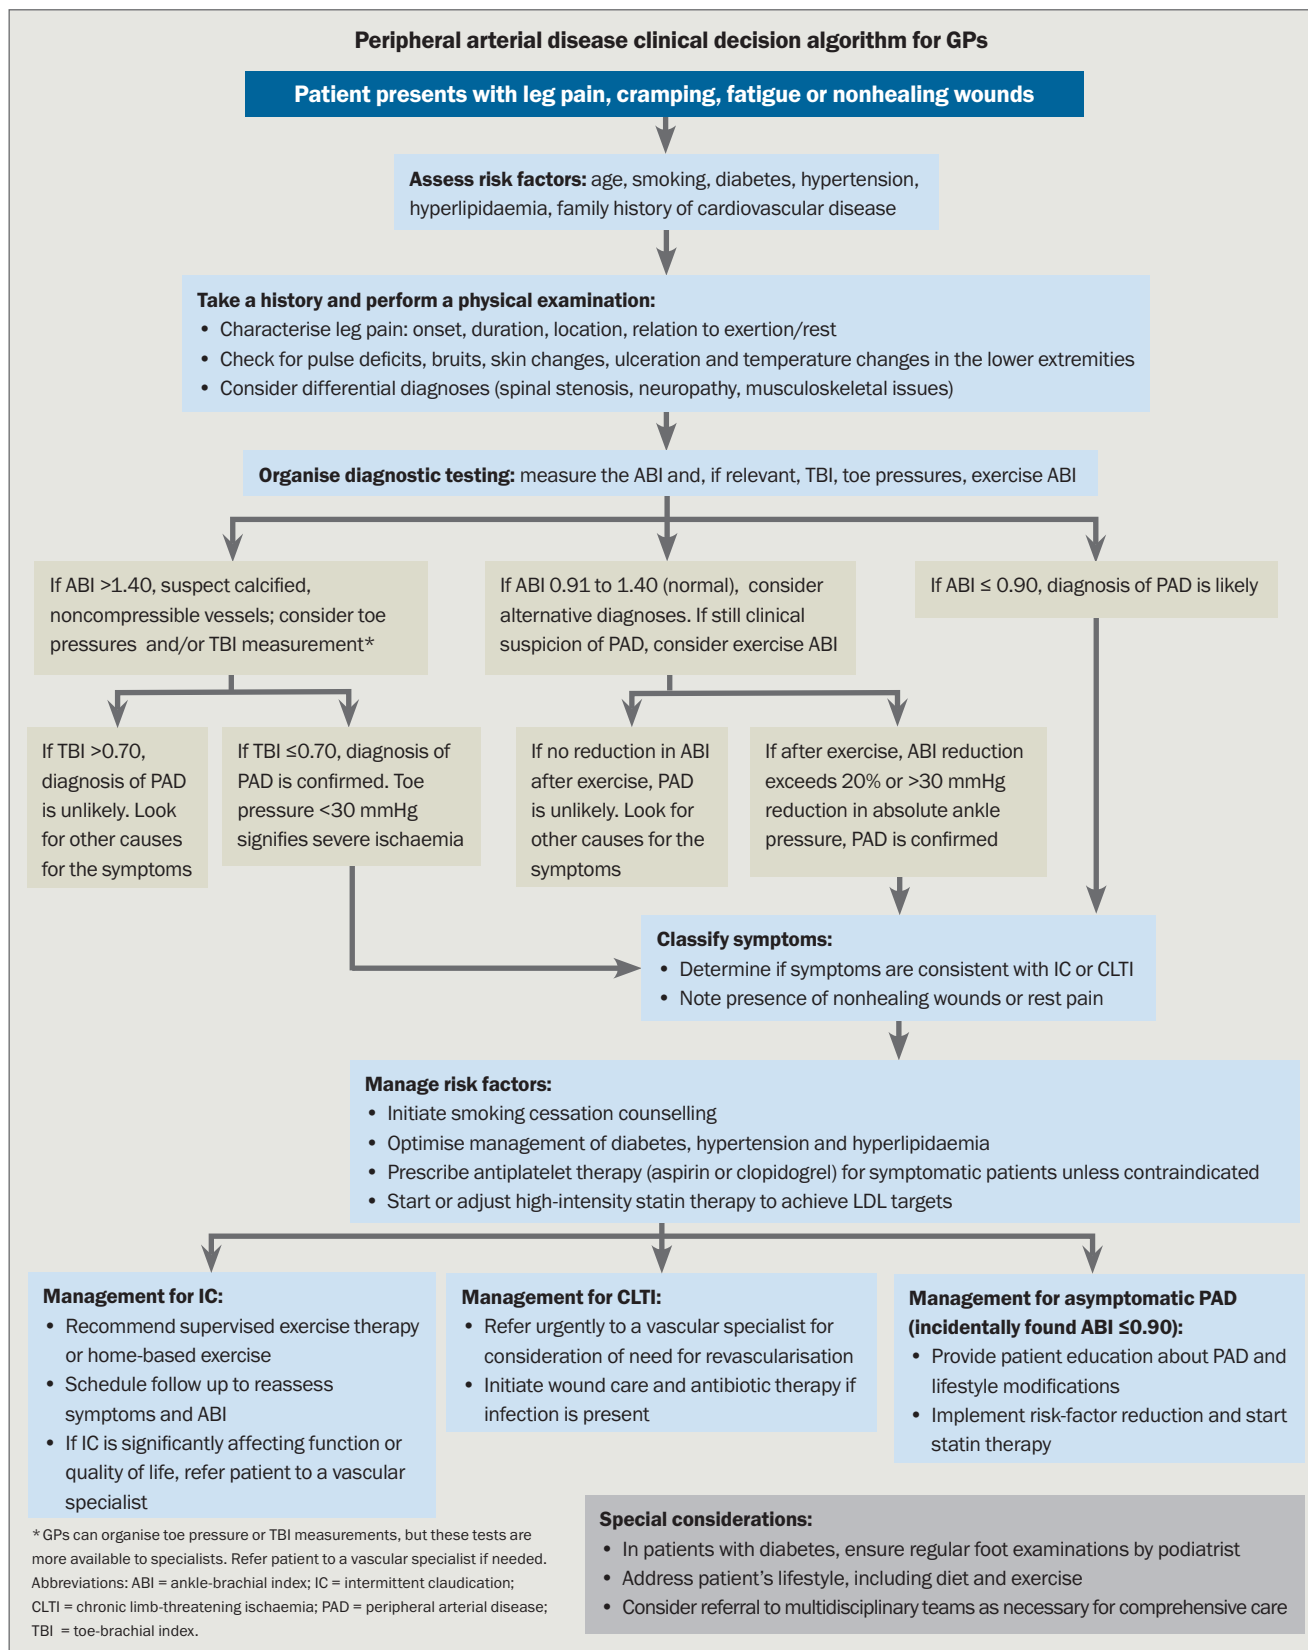 Peripheral arterial disease clinical decision algorithm for GPs
Patient presents with leg pain, cramping, fatigue or nonhealing wounds
Assess risk factors: age, smoking, diabetes, hypertension,
hyperlipidaemia, family history of cardiovascular disease
Take a history and perform a physical examination:
• Characterise leg pain: onset, duration, location, relation to exertion/rest
• Check for pulse deficits, bruits, skin changes, ulceration and temperature changes in the lower extremities
• Consider differential diagnoses (spinal stenosis, neuropathy, musculoskeletal issues)
Organise diagnostic testing: measure the ABI and, if relevant, TBI, toe pressures, exercise ABI
If ABI >1.40, suspect calcified,
noncompressible vessels; consider toe
pressures and/or TBI measurement*
If ABI 0.91 to 1.40 (normal), consider
alternative diagnoses. If still clinical
suspicion of PAD, consider exercise ABI
If ABI ≤ 0.90, diagnosis of PAD is likely
If TBI >0.70,
diagnosis of PAD
is unlikely. Look
for other causes
for the symptoms
If TBI ≤0.70, diagnosis of
PAD is confirmed. Toe
pressure <30 mmHg
signifies severe ischaemia
If no reduction in ABI
after exercise, PAD
is unlikely. Look for
other causes for the
symptoms
If after exercise, ABI reduction
exceeds 20% or >30 mmHg
reduction in absolute ankle
pressure, PAD is confirmed
Classify symptoms:
• Determine if symptoms are consistent with IC or CLTI
• Note presence of nonhealing wounds or rest pain
Manage risk factors:
• Initiate smoking cessation counselling
• Optimise management of diabetes, hypertension and hyperlipidaemia
• Prescribe antiplatelet therapy (aspirin or clopidogrel) for symptomatic patients unless contraindicated
• Start or adjust high-intensity statin therapy to achieve LDL targets
Management for IC:
• Recommend supervised exercise therapy
or home-based exercise
• Schedule follow up to reassess
symptoms and ABI
• If IC is significantly affecting function or
quality of life, refer patient to a vascular
specialist
Management for CLTI:
• Refer urgently to a vascular specialist for
consideration of need for revascularisation
• Initiate wound care and antibiotic therapy if
infection is present
Management for asymptomatic PAD
(incidentally found ABI ≤0.90):
• Provide patient education about PAD and
lifestyle modifications
• Implement risk-factor reduction and start
statin therapy
* GPs can organise toe pressure or TBI measurements, but these tests are
more available to specialists. Refer patient to a vascular specialist if needed.
Abbreviations: ABI = ankle-brachial index; IC = intermittent claudication;
CLTI = chronic limb-threatening ischaemia; PAD = peripheral arterial disease;
TBI = toe-brachial index.
Special considerations:
• In patients with diabetes, ensure regular foot examinations by podiatrist
• Address patient's lifestyle, including diet and exercise
• Consider referral to multidisciplinary teams as necessary for comprehensive care